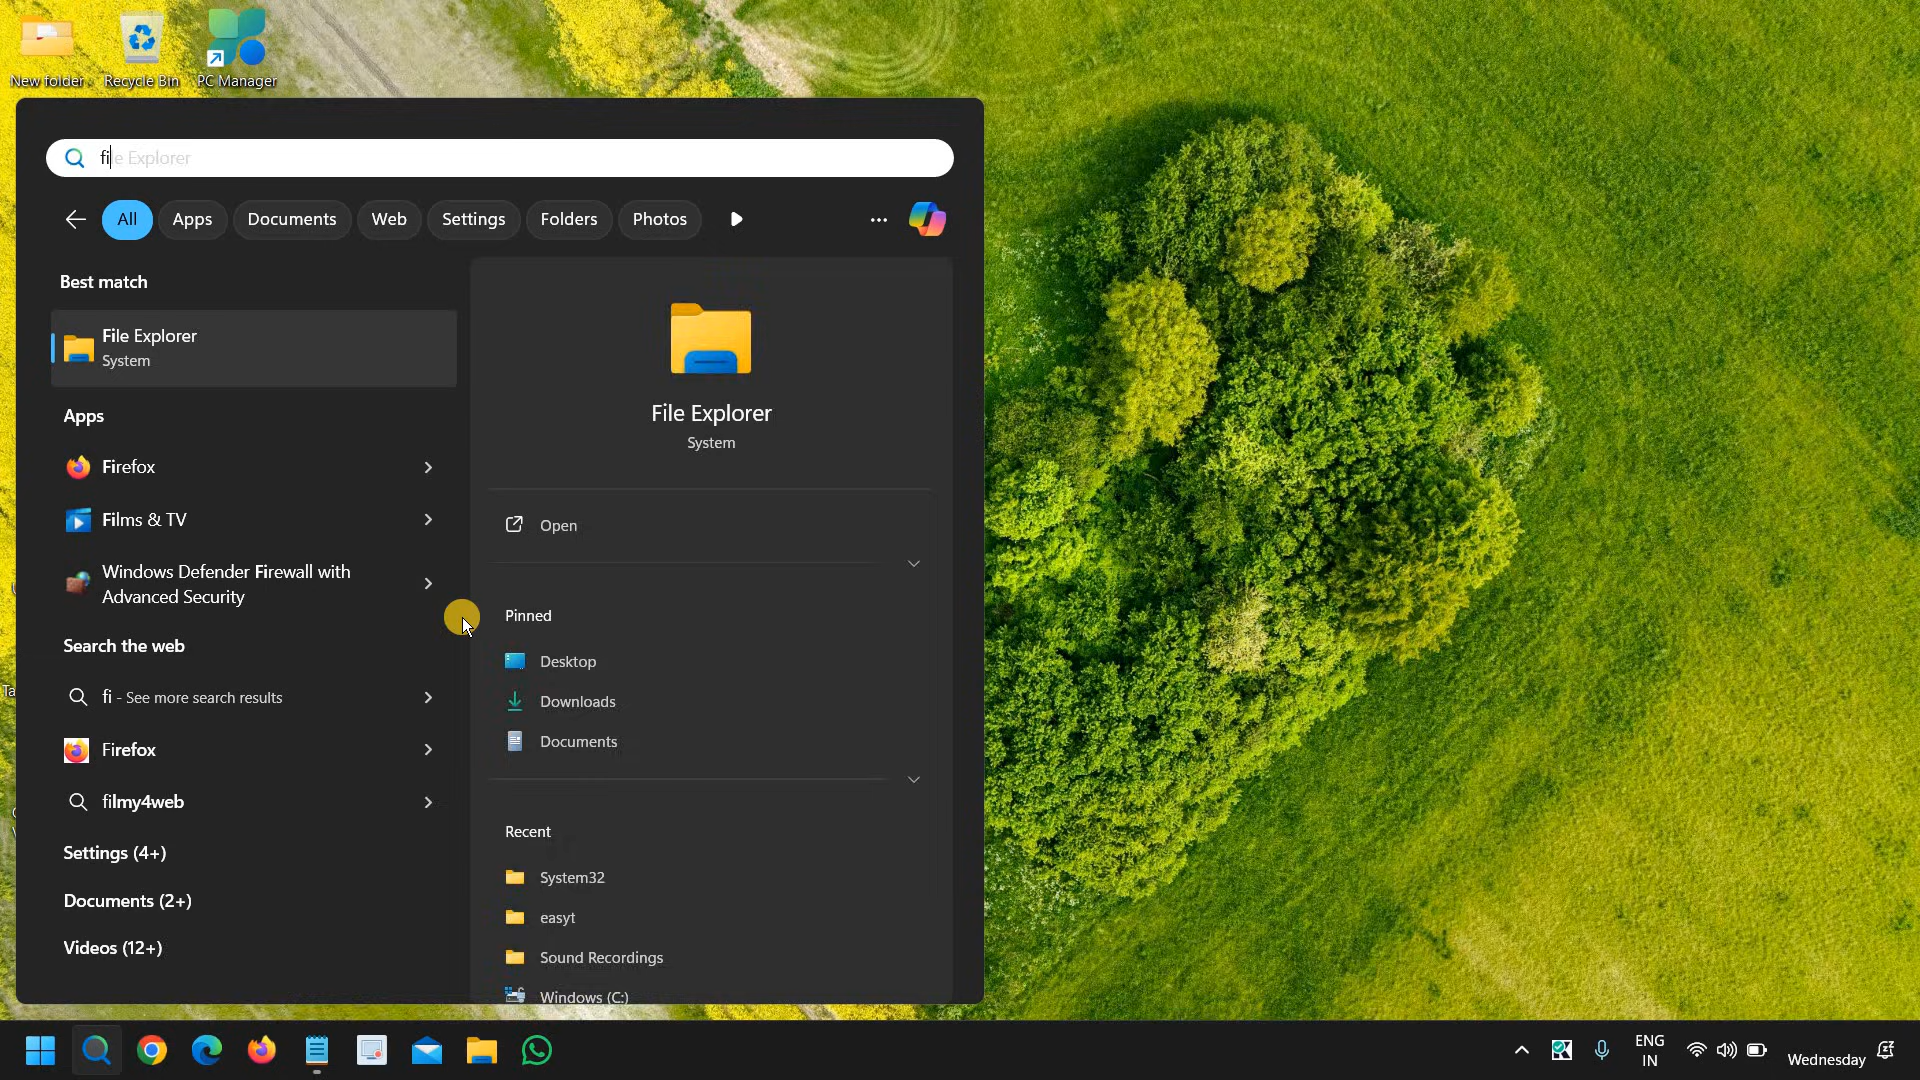 New folder
Recycle Bin
PC Manager
file Explorer
All
Apps
Documents
Web
Settings
Folders
Photos
Best match
File Explorer
System
Apps
Firefox
Films & TV
Windows Defender Firewall with
Advanced Security
Search the web
fi - See more search results
Firefox
filmy4web
Settings (4+)
Documents (2+)
Videos (12+)
File Explorer
System
Open
Pinned
Desktop
Downloads
Documents
Recent
System32
easyt
Sound Recordings
Windows (C:)
Ta
ENG
IN
Wednesday